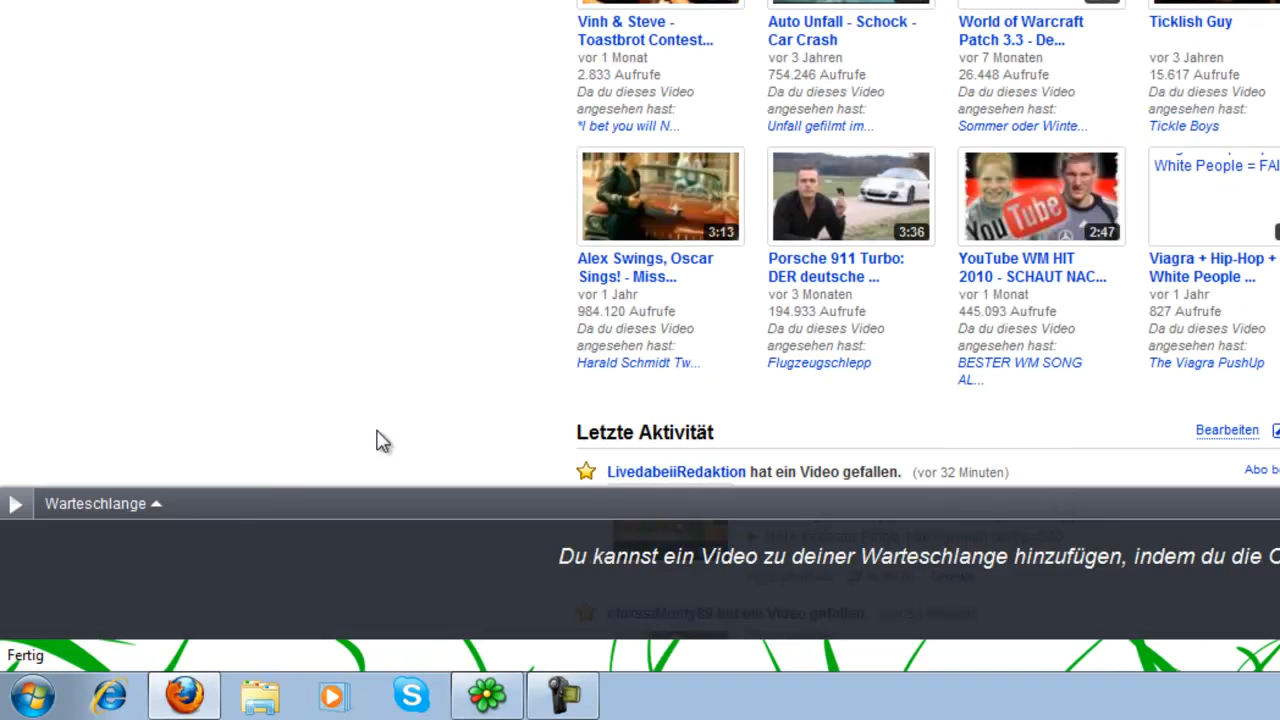 Vinh & Steve -
Toastbrot Contest...
vor 1 Monat
2.833 Aufrufe
Da du dieses Video
angesehen hast:
*I bet you will N...
Auto Unfall - Schock -
Car Crash
vor 3 Jahren
754.246 Aufrufe
Da du dieses Video
angesehen hast:
Unfall gefilmt im...
World of Warcraft
Patch 3.3 - De...
vor 7 Monaten
26.448 Aufrufe
Da du dieses Video
angesehen hast:
Sommer oder Winte...
Ticklish Guy
vor 3 Jahren
15.617 Aufrufe
Da du dieses Video
angesehen hast:
Tickle Boys
3:13
Alex Swings, Oscar
Sings! - Miss...
vor 1 Jahr
984.120 Aufrufe
Da du dieses Video
angesehen hast:
Harald Schmidt Tw...
3:36
Porsche 911 Turbo:
DER deutsche ...
vor 3 Monaten
194.933 Aufrufe
Da du dieses Video
angesehen hast:
Flugzeugschlepp
You Tube
2:47
YouTube WM HIT
2010 - SCHAUT NAC...
vor 1 Monat
445.093 Aufrufe
Da du dieses Video
angesehen hast:
BESTER WM SONG
AL...
White People = FAI
Viagra + Hip-Hop +
White People ...
vor 1 Jahr
827 Aufrufe
Da du dieses Video
angesehen hast:
The Viagra PushUp
Letzte Aktivität
Bearbeiten
LivedabeiiRedaktion hat ein Video gefallen. (vor 32 Minuten)
Abo b
Warteschlange
Du kannst ein Video zu deiner Warteschlange hinzufügen, indem du die
hat ein Video gefallen.
Fertig